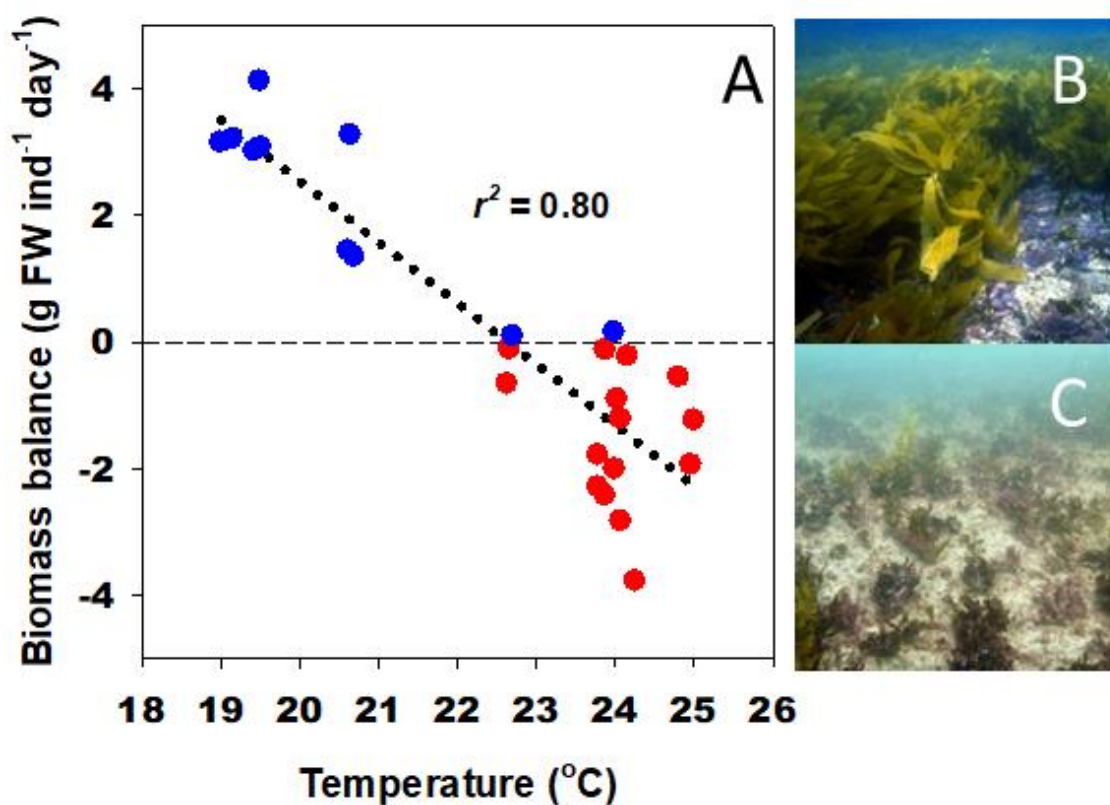 A
B
C
r² = 0.80
Biomass balance (g FW ind⁻¹ day⁻¹)
4
2
0
-2
-4
18 19 20 21 22 23 24 25 26
Temperature (°C)